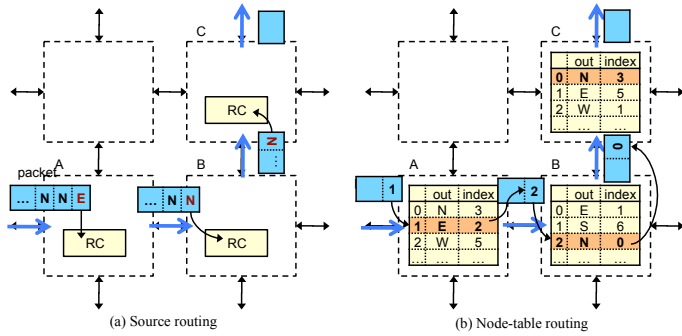 C
RC
packet
A
B
... N N E
... N N
N
...
RC
RC
(a) Source routing
C
out index
0 N 3
1 E 5
2 W 1
... ... ...
A
B
1
2
0
out index
0 N 3
1 E 2
2 W 5
... ... ...
out index
0 E 1
1 S 6
2 N 0
... ... ...
(b) Node-table routing